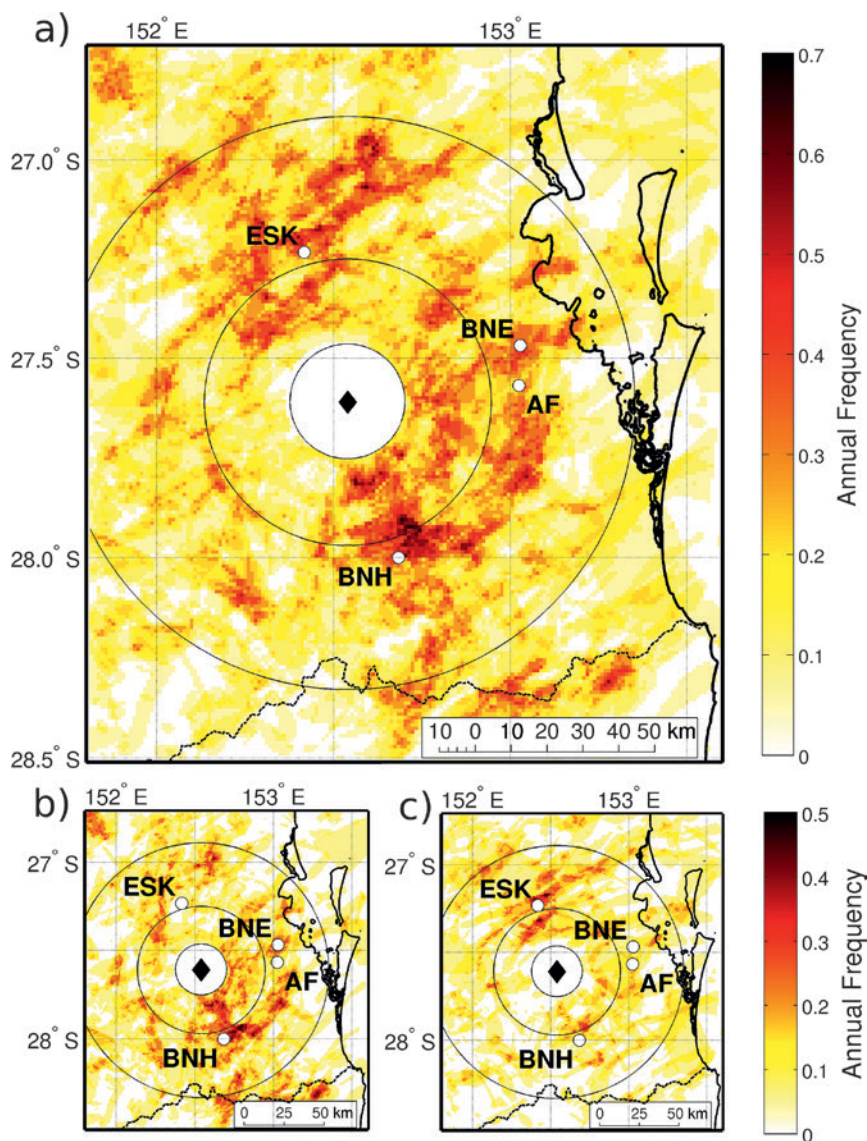 a)
152° E
153° E
27.0° S
27.5° S
28.0° S
28.5° S
ESK
BNE
AF
BNH
10 0 10 20 30 40 50 km
0.7
0.6
0.5
0.4
0.3
0.2
0.1
0
Annual Frequency
b)
152° E
153° E
27° S
28° S
ESK
BNE
AF
BNH
0 25 50 km
c)
152° E
153° E
27° S
28° S
ESK
BNE
AF
BNH
0 25 50 km
0.5
0.4
0.3
0.2
0.1
0
Annual Frequency